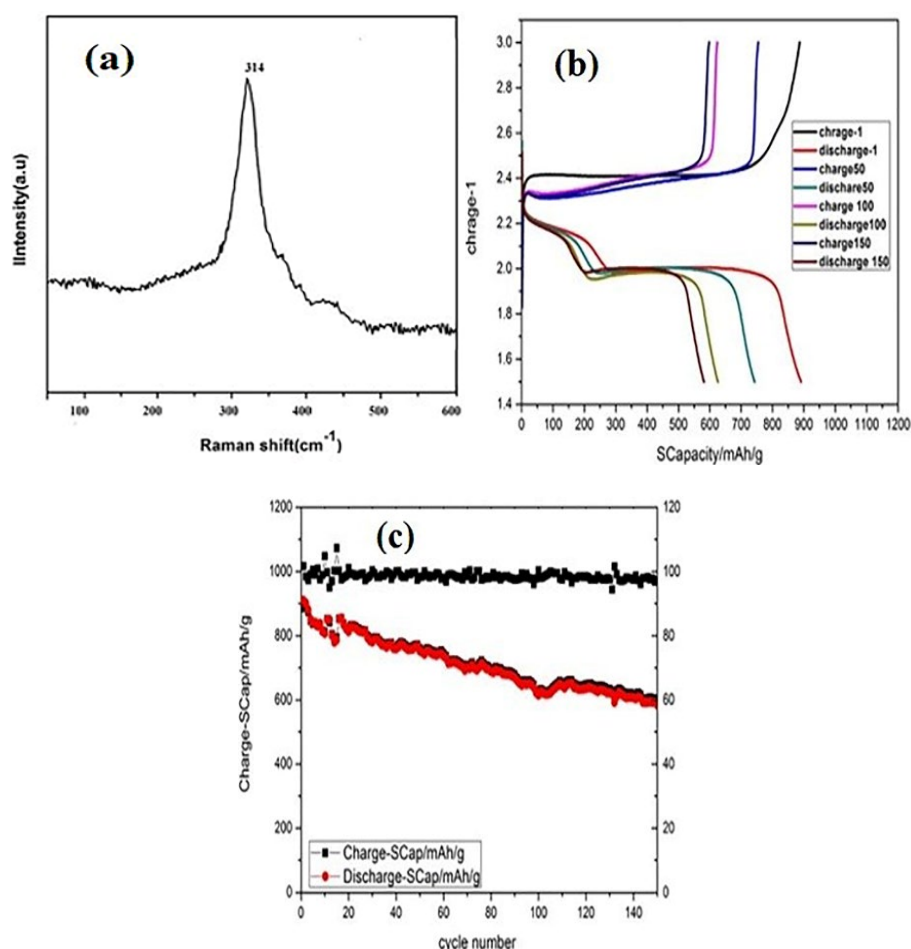 (a)
314
IIntensity(a.u)
100 200 300 400 500 600
Raman shift(cm-1)
(b)
3.0
2.8
2.6
2.4
2.2
2.0
1.8
1.6
1.4
chrage-1
chrage-1
discharge-1
charge50
dischare50
charge 100
discharge100
charge150
discharge 150
0 100 200 300 400 500 600 700 800 900 1000 1100 1200
SCapacity/mAh/g
(c)
1200
1000
800
600
400
200
0
Charge-SCap/mAh/g
120
100
80
60
40
20
0
Charge-SCap/mAh/g
Discharge-SCap/mAh/g
0 20 40 60 80 100 120 140
cycle number